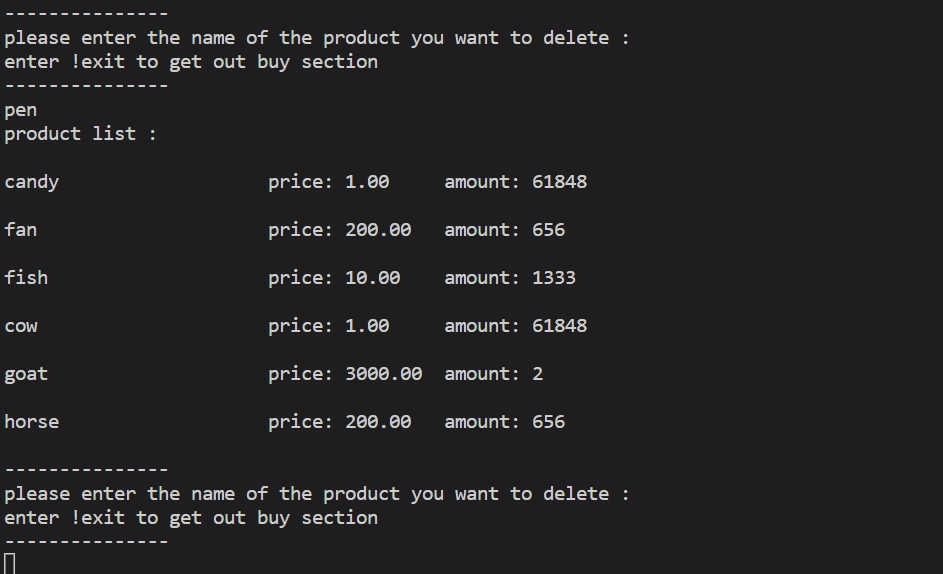 ---------------
please enter the name of the product you want to delete :
enter !exit to get out buy section
---------------
pen
product list :
candy                   price: 1.00     amount: 61848
fan                     price: 200.00   amount: 656
fish                    price: 10.00    amount: 1333
cow                     price: 1.00     amount: 61848
goat                    price: 3000.00  amount: 2
horse                   price: 200.00   amount: 656
---------------
please enter the name of the product you want to delete :
enter !exit to get out buy section
---------------